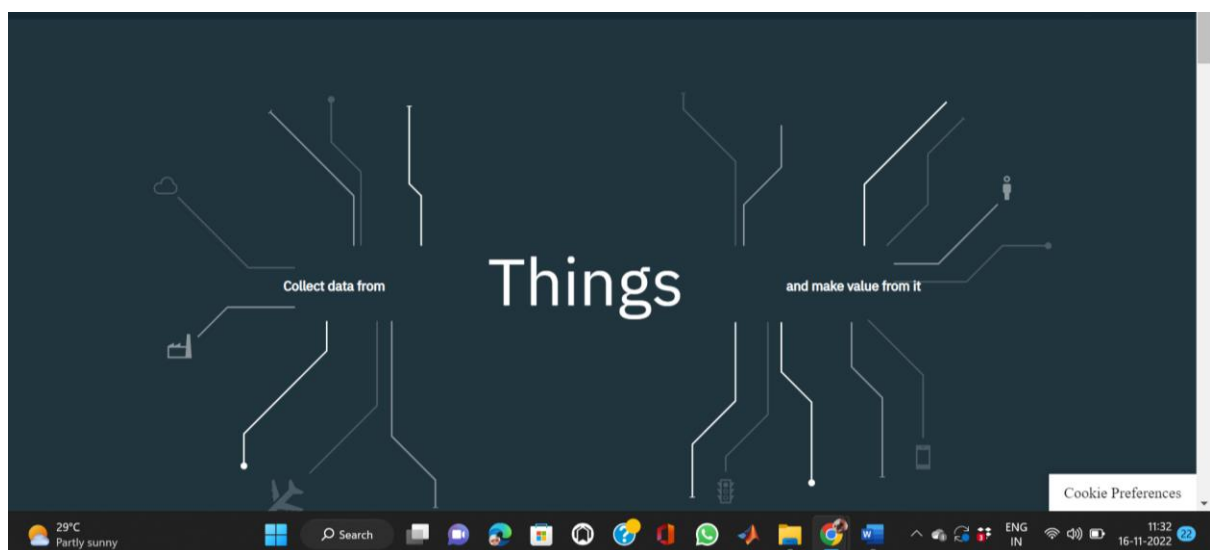 Collect data from
Things
and make value from it
Cookie Preferences
29°C
Partly sunny
Search
W
ENG
IN
11:32
16-11-2022
22